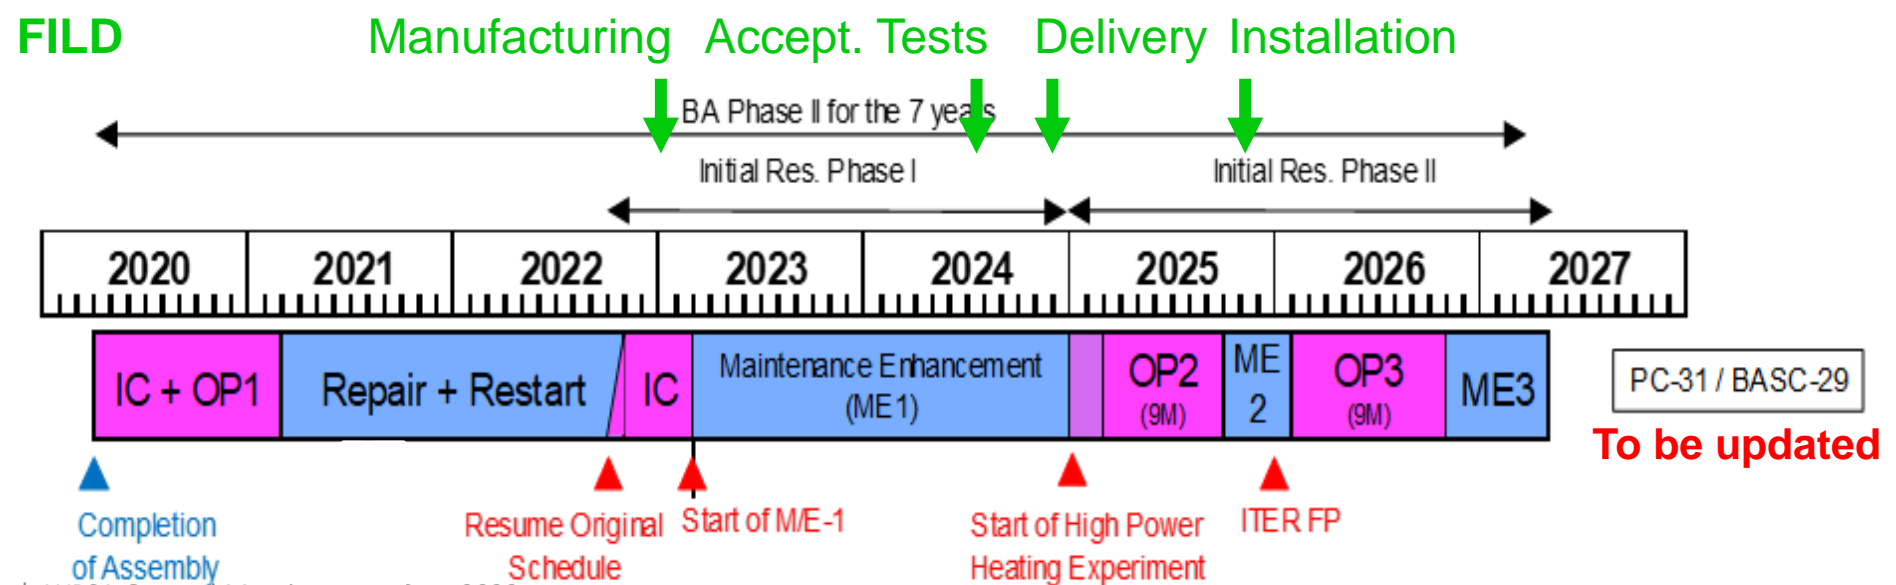 FILD Manufacturing Accept. Tests Delivery Installation
BA Phase II for the 7 years
Initial Res. Phase I Initial Res. Phase II
2020 2021 2022 2023 2024 2025 2026 2027
IC + OP1
Repair + Restart
IC
Maintenance Enhancement
(ME1)
OP2
(9M)
ME
2
OP3
(9M)
ME3
PC-31 / BASC-29
To be updated
Completion
of Assembly
Resume Original
Schedule
Start of M/E-1
Start of High Power
Heating Experiment
ITER FP